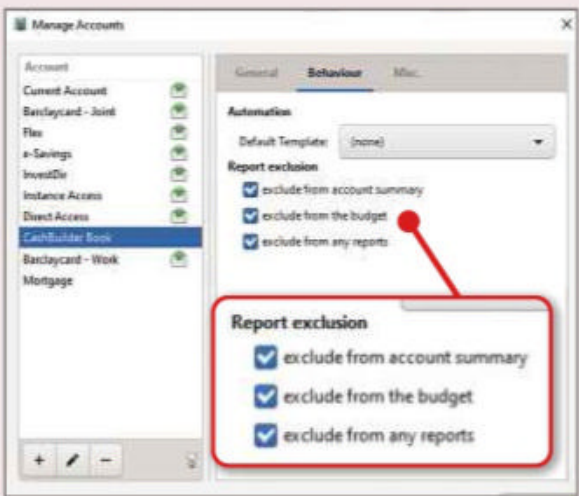 Manage Accounts
Account
Current Account
Barclaycard - Joint
Flex
e-Savings
InvestDir
Instance Access
Direct Access
CashBuilder Book
Barclaycard - Work
Mortgage
General Behaviour Misc.
Automation
Default Template: (none)
Report exclusion
exclude from account summary
exclude from the budget
exclude from any reports
Report exclusion
exclude from account summary
exclude from the budget
exclude from any reports